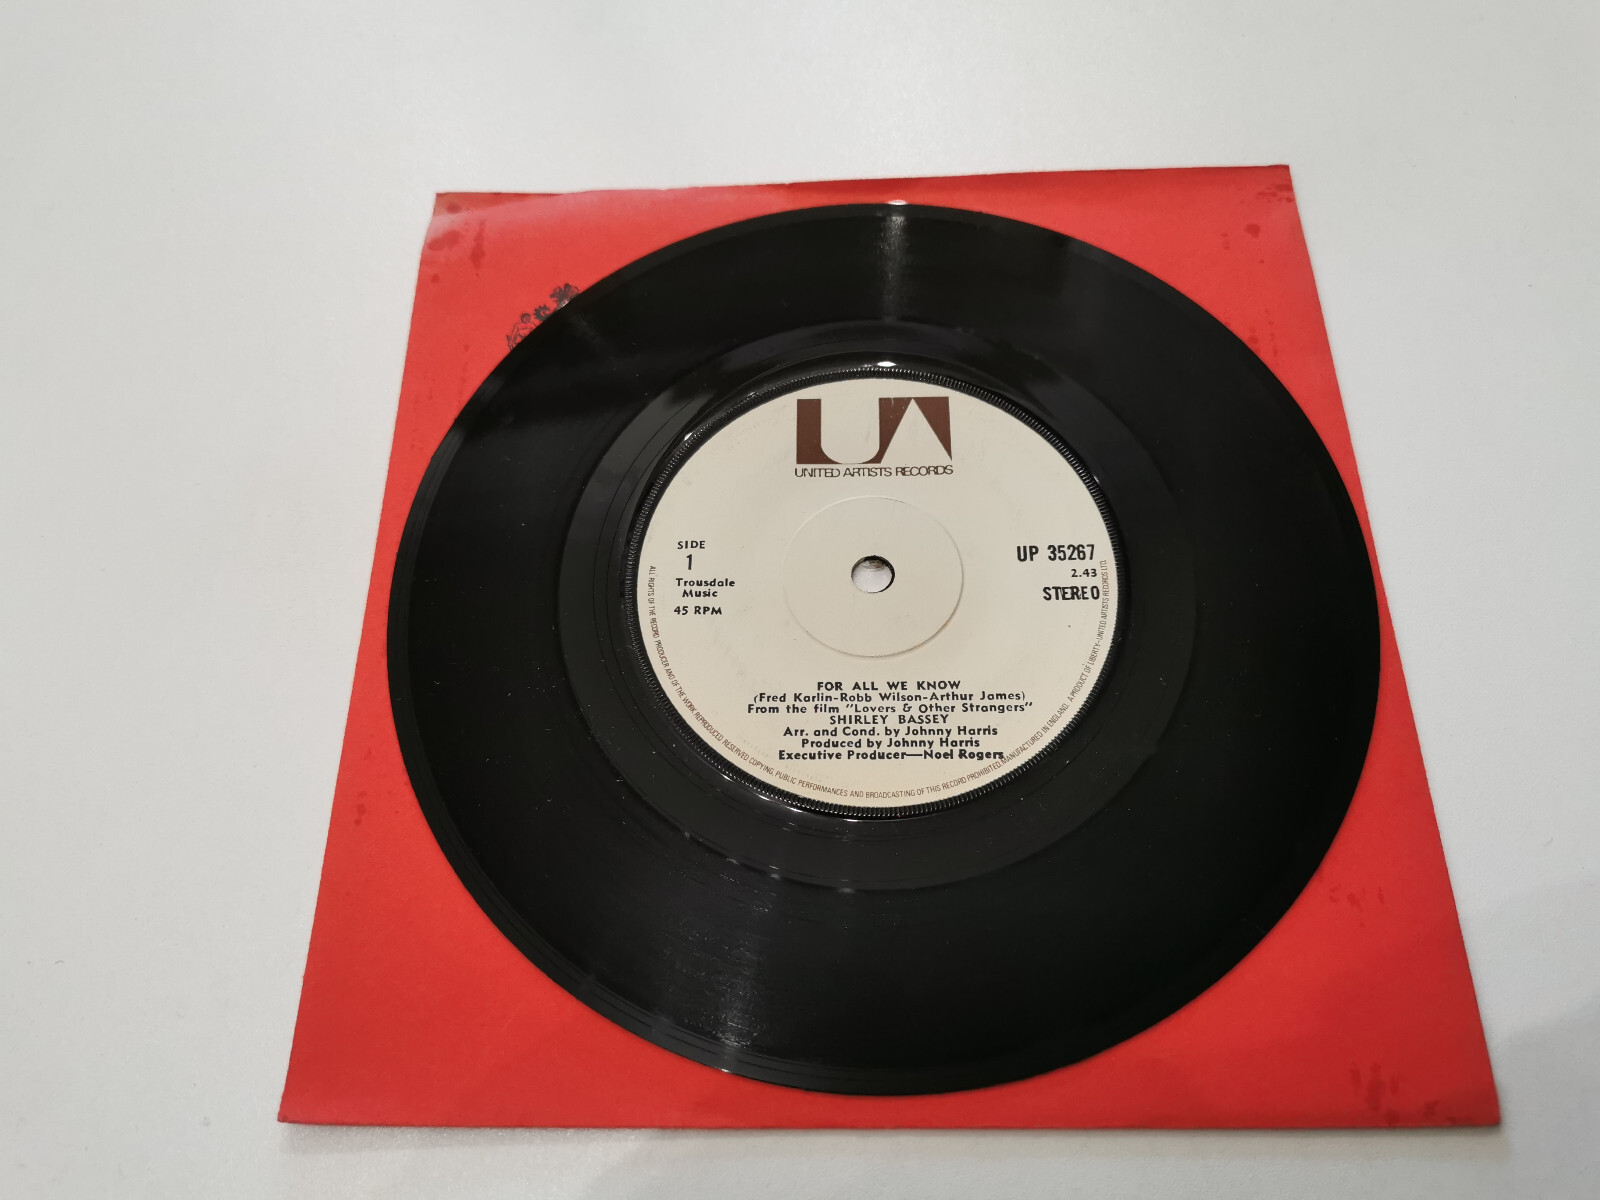 UA
UNITED ARTISTS RECORDS
SIDE
1
Trousdale
Music
45 RPM
UP 35267
2.43
STEREO
FOR ALL WE KNOW
(Fred Karlin-Robb Wilson-Arthur James)
From the film "Lovers & Other Strangers"
SHIRLEY BASSEY
Arr. and Cond. by Johnny Harris
Produced by Johnny Harris
Executive Producer—Noel Rogers
ALL RIGHTS OF THE RECORD PRODUCER AND OF THE WORK REPRODUCED RESERVED COPYING, PUBLIC PERFORMANCES AND BROADCASTING OF THIS RECORD PROHIBITED. MANUFACTURED IN ENGLAND. A PRODUCT OF LIBERTY-UNITED ARTISTS RECORDS LTD.